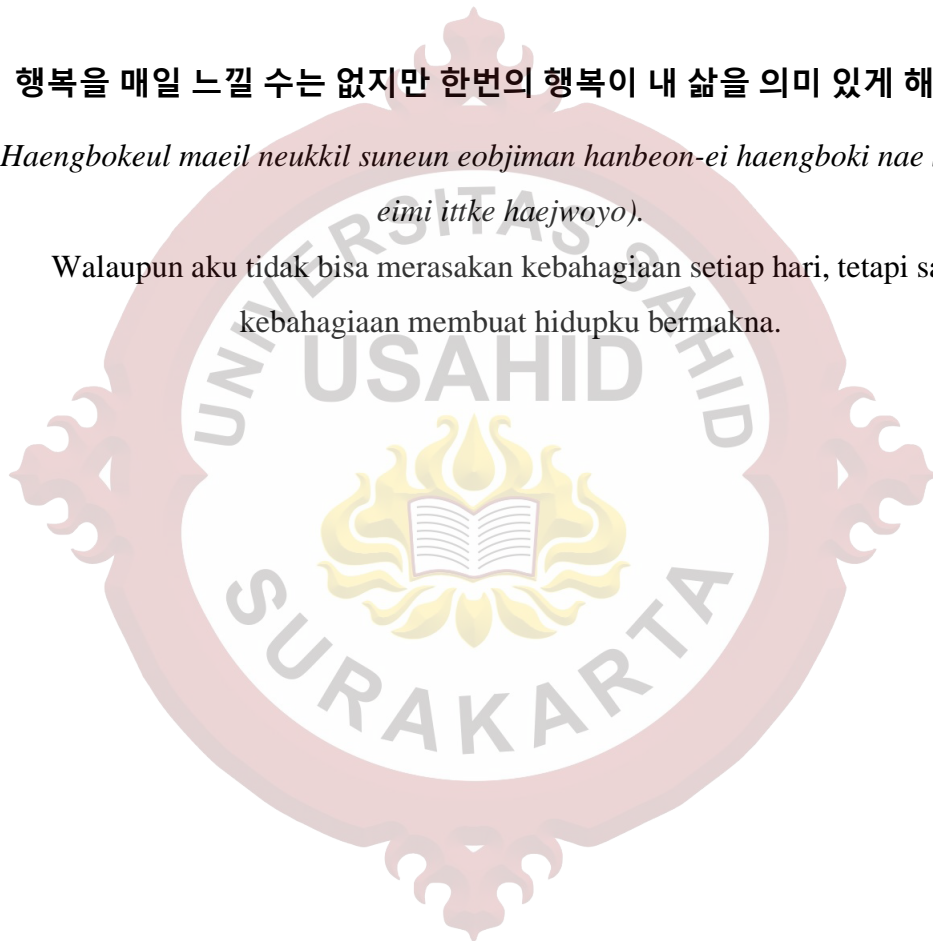 행복을 매일 느낄 수는 없지만 한번의 행복이 내 삶을 의미 있게 해
Haengbokeul maeil neukkil suneun eobjiman hanbeon-ei haengboki nae
eimi ittke haejwoyo).
Walaupun aku tidak bisa merasakan kebahagiaan setiap hari, tetapi sa
kebahagiaan membuat hidupku bermakna.
UNIVERSITAS SAHID
USAHID
SURAKARTA